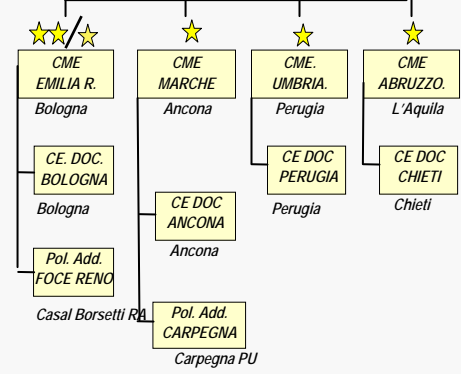 CME
EMILIA R.
Bologna
CE. DOC.
BOLOGNA
Bologna
Pol. Add.
FOCE RENO
Casal Borsetti RA
CME
MARCHE
Ancona
CE DOC
ANCONA
Ancona
Pol. Add.
CARPEGNA
Carpegna PU
CME.
UMBRIA.
Perugia
CE DOC
PERUGIA
Perugia
CME
ABRUZZO.
L'Aquila
CE DOC
CHIETI
Chieti